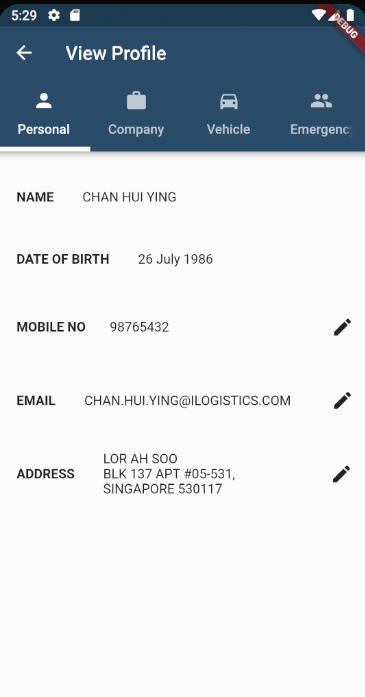 5:29
DEBUG
View Profile
Personal Company Vehicle Emergenc
NAME CHAN HUI YING
DATE OF BIRTH 26 July 1986
MOBILE NO 98765432
EMAIL CHAN.HUI.YING@ILOGISTICS.COM
LOR AH SOO
ADDRESS BLK 137 APT #05-531,
SINGAPORE 530117